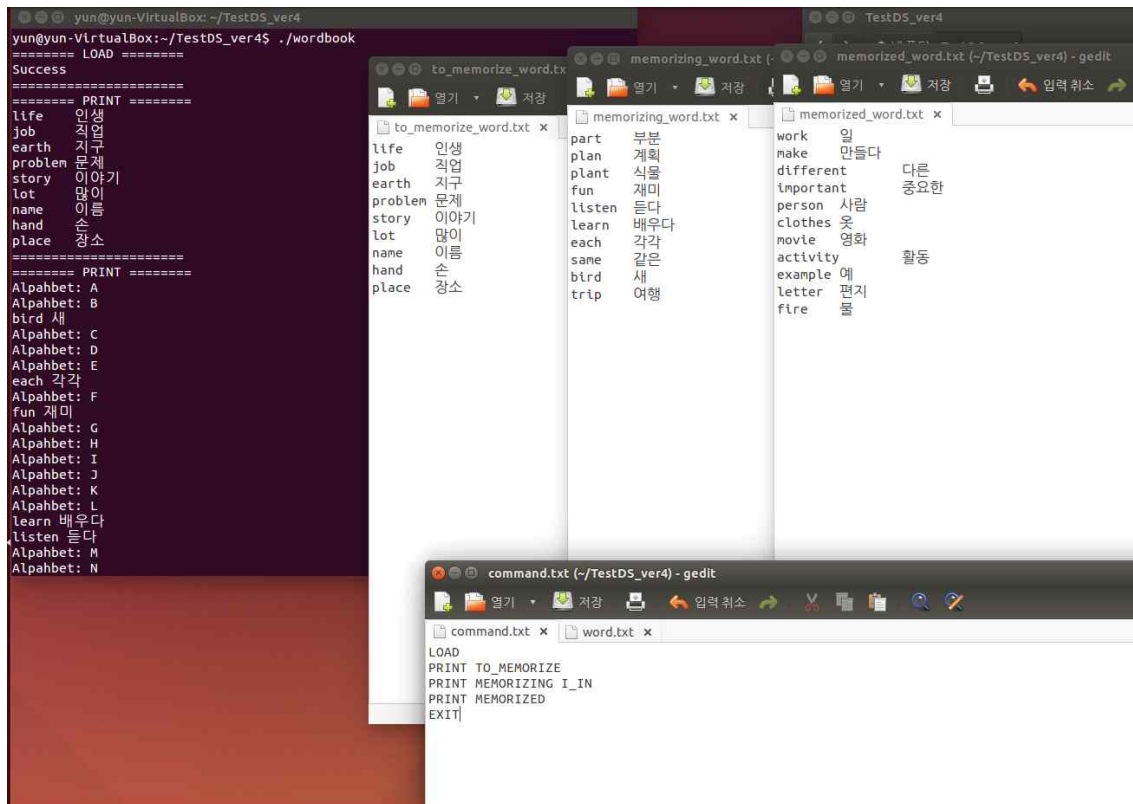 yun@yun-VirtualBox: ~/TestDS_ver4
yun@yun-VirtualBox:~/TestDS_ver4$ ./wordbook
======== LOAD ========
Success
======================
======== PRINT ========
life 인생
job 직업
earth 지구
problem 문제
story 이야기
lot 많이
name 이름
hand 손
place 장소
======================
======== PRINT ========
Alpahbet: A
Alpahbet: B
bird 새
Alpahbet: C
Alpahbet: D
Alpahbet: E
each 각각
Alpahbet: F
fun 재미
Alpahbet: G
Alpahbet: H
Alpahbet: I
Alpahbet: J
Alpahbet: K
Alpahbet: L
learn 배우다
listen 듣다
Alpahbet: M
Alpahbet: N
to_memorize_word.tx
열기 저장
to_memorize_word.txt
life 인생
job 직업
earth 지구
problem 문제
story 이야기
lot 많이
name 이름
hand 손
place 장소
memorizing_word.txt (-
열기 저장
memorizing_word.txt
part 부분
plan 계획
plant 식물
fun 재미
listen 듣다
learn 배우다
each 각각
same 같은
bird 새
trip 여행
TestDS_ver4
memorized_word.txt (~/TestDS_ver4) - gedit
열기 저장 입력 취소
memorized_word.txt
work 일
make 만들다
different 다른
important 중요한
person 사람
clothes 옷
movie 영화
activity 활동
example 예
letter 편지
fire 불
command.txt (~/TestDS_ver4) - gedit
열기 저장 입력 취소
command.txt word.txt
LOAD
PRINT TO_MEMORIZE
PRINT MEMORIZING I_IN
PRINT MEMORIZED
EXIT